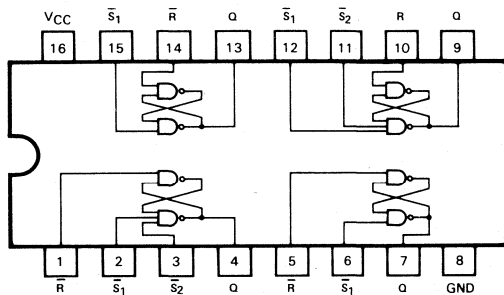 V_CC S̅₁ R̅ Q S̅₁ S̅₂ R Q
16 15 14 13 12 11 10 9
1 2 3 4 5 6 7 8
R̅ S̅₁ S̅₂ Q R̅ S̅₁ Q GND